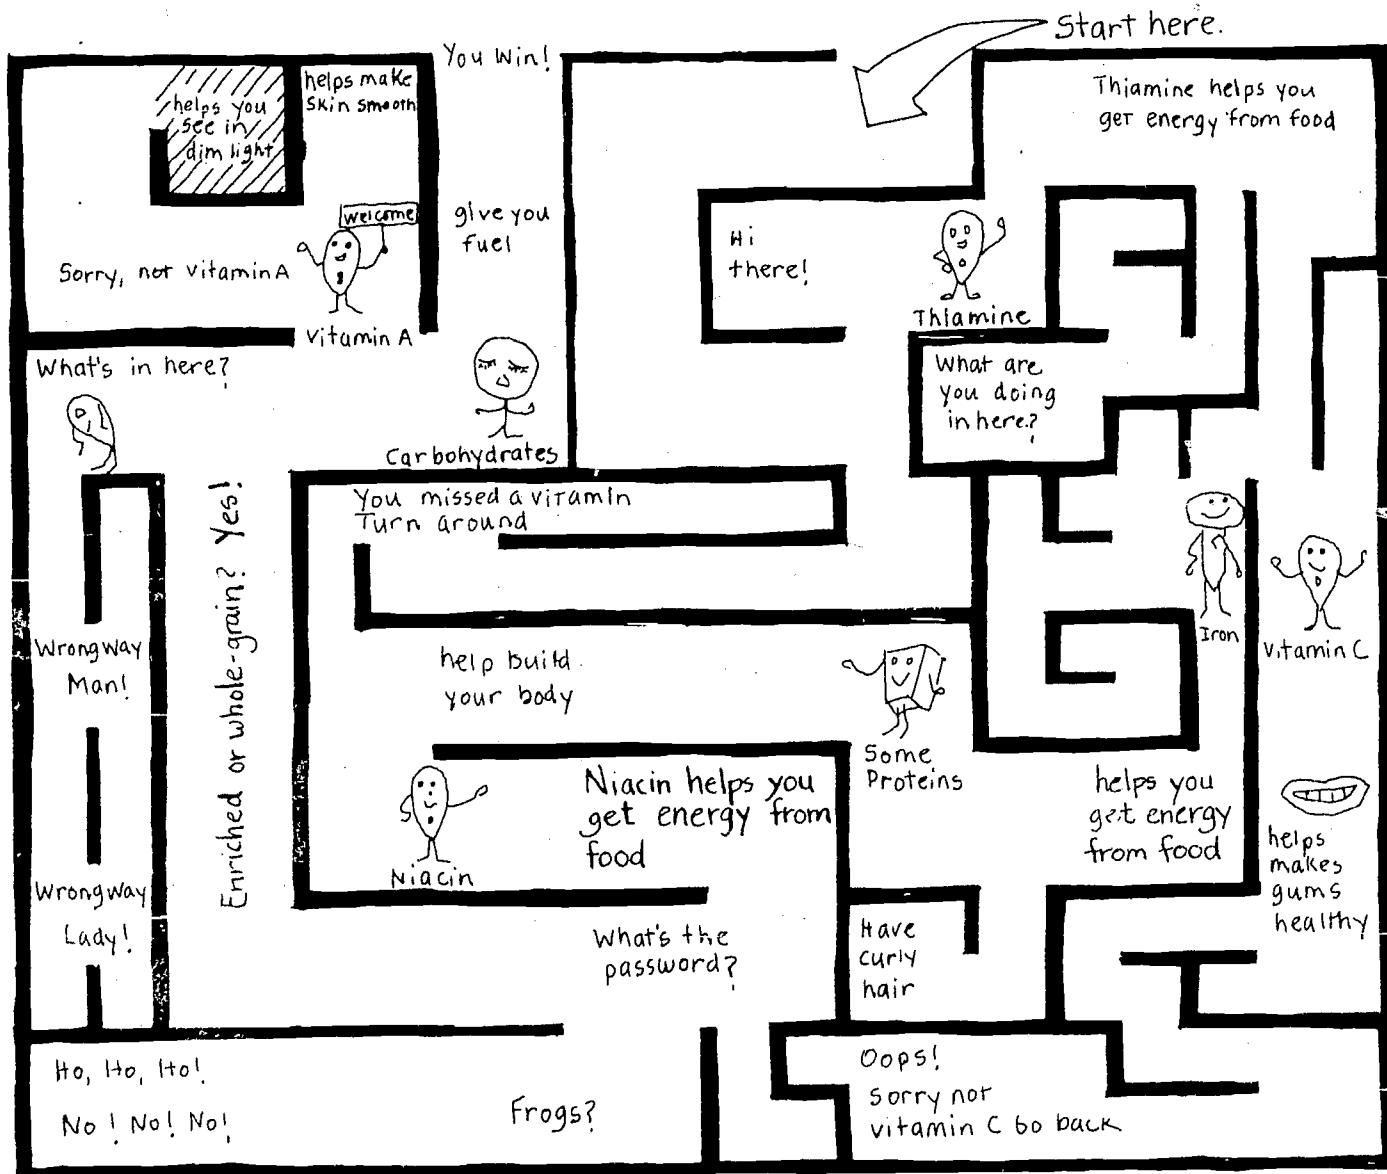 Start here.
You Win!
helps make
skin smooth
helps you
see in
dim light
Thiamine helps you
get energy from food
welcome
give you
fuel
Hi
there!
Sorry, not vitamin A
Vitamin A
Thiamine
What's in here?
What are
you doing
in here?
Carbohydrates
You missed a vitamin
Turn around
Enriched or whole-grain? Yes!
Wrong way
Man!
help build
your body
Iron
Vitamin C
Some
Proteins
Niacin helps you
get energy from
food
helps you
get energy
from food
Niacin
helps
makes
gums
healthy
Wrong way
Lady!
What's the
password?
Have
curly
hair
Ho, Ho, Ho!
No! No! No!
Frogs?
Oops!
Sorry not
vitamin C Go back